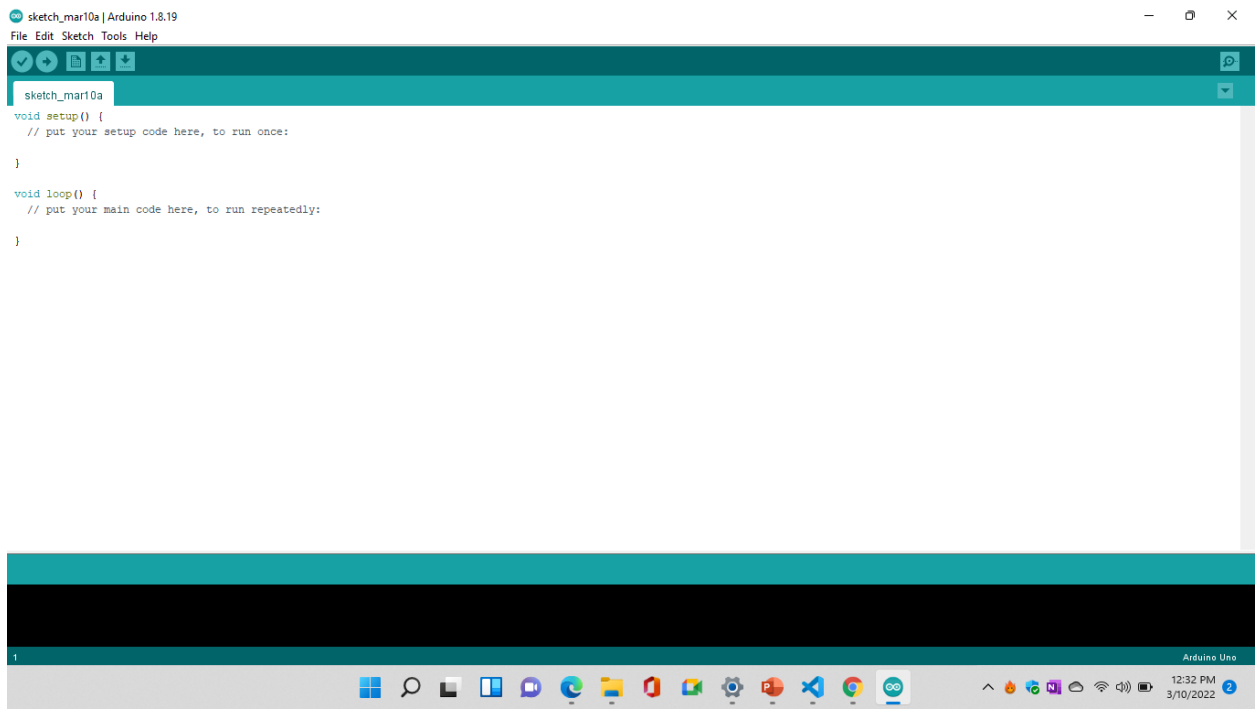 sketch_mar10a | Arduino 1.8.19
File Edit Sketch Tools Help
sketch_mar10a
void setup() {
// put your setup code here, to run once:
}
void loop() {
// put your main code here, to run repeatedly:
}
1
Arduino Uno
12:32 PM
3/10/2022
2